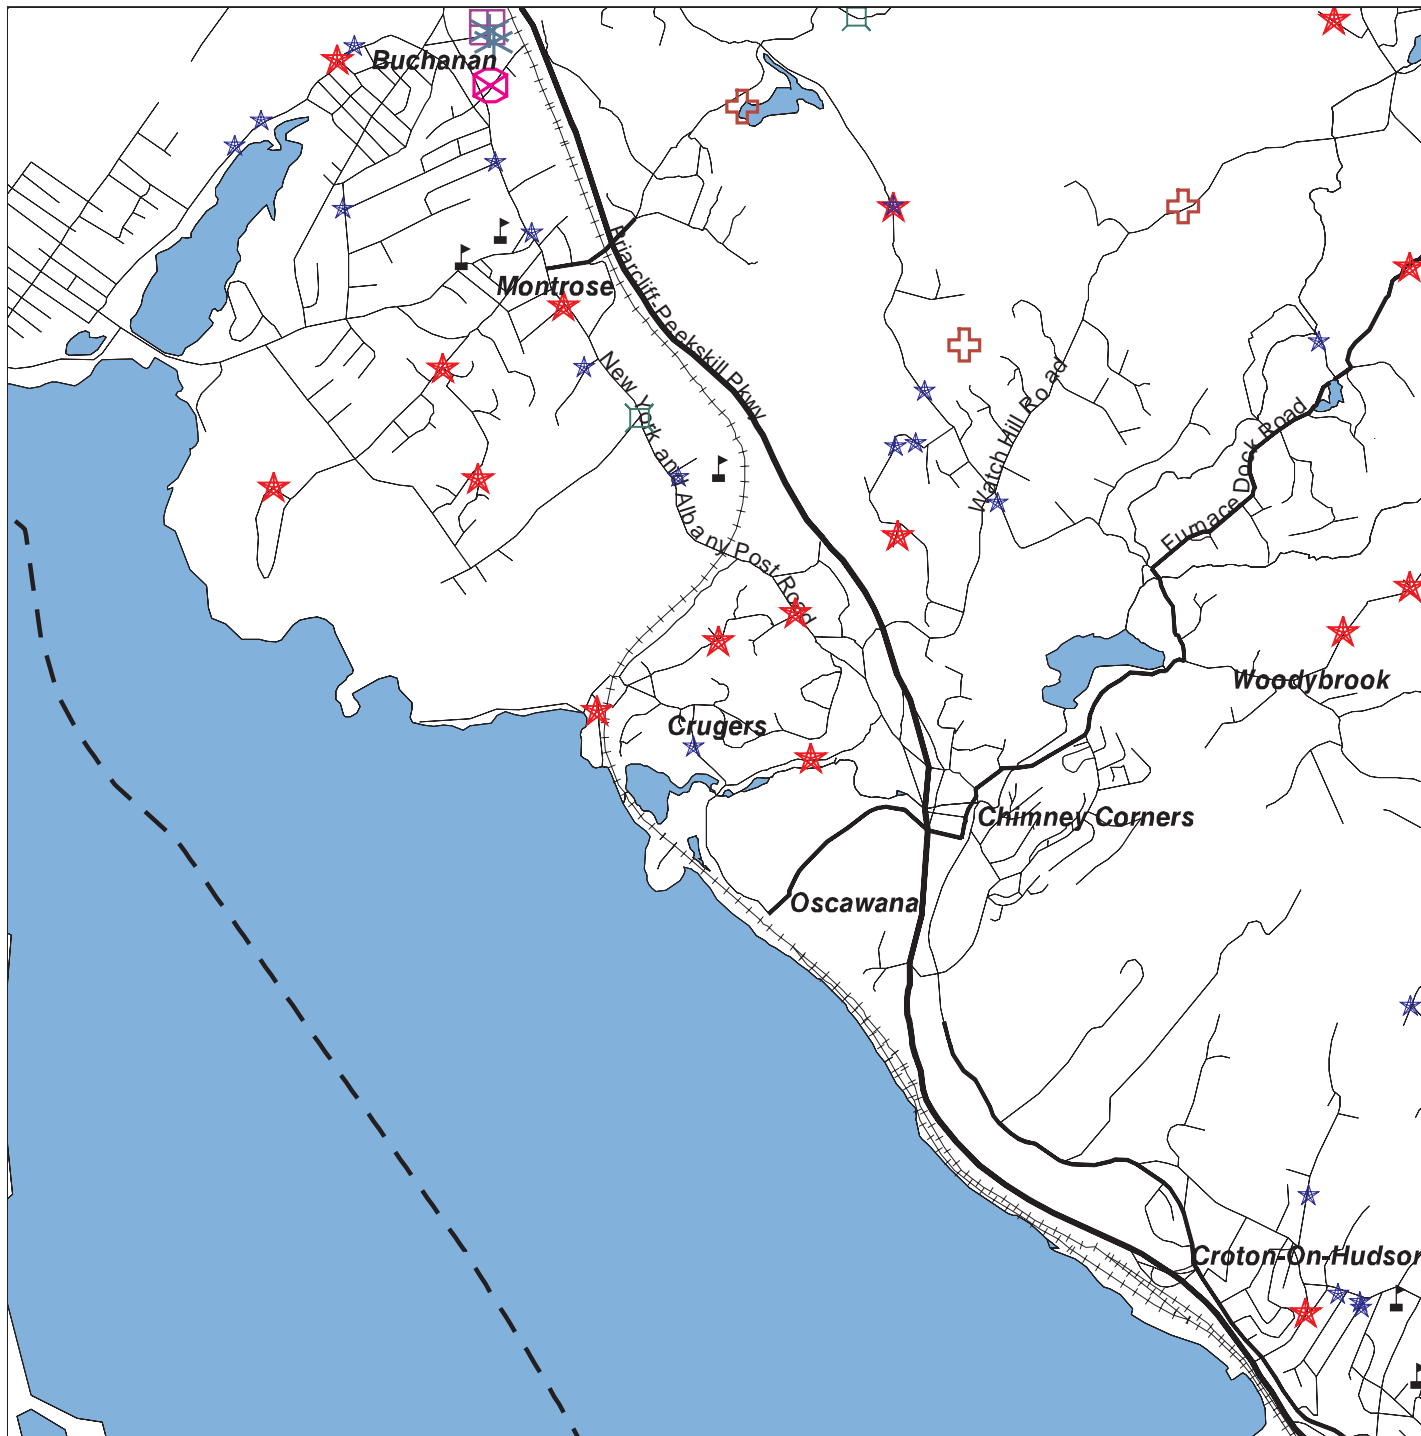 Buchanan
Montrose
Briarcliff-Peekskill Pkwy
New York and Albany Post Road
Watch Hill Road
Furnace Dock Road
Woodybrook
Crugers
Chimney Corners
Oscawana
Croton-On-Hudson